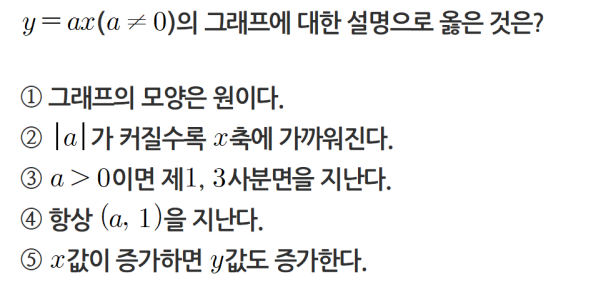 y=ax(a≠0)의 그래프에 대한 설명으로 옳은 것은?
① 그래프의 모양은 원이다.
② |a|가 커질수록 x축에 가까워진다.
③ a>0이면 제1, 3사분면을 지난다.
④ 항상 (a, 1)을 지난다.
⑤ x값이 증가하면 y값도 증가한다.